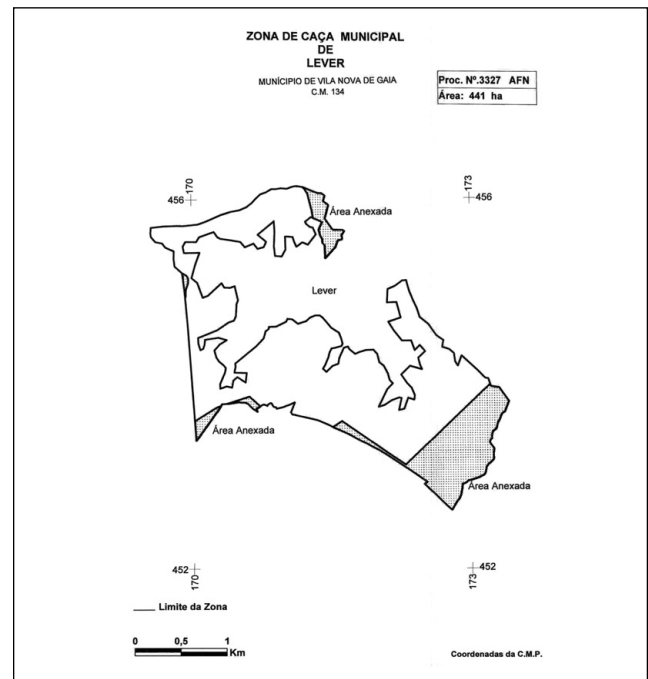 ZONA DE CAÇA MUNICIPAL
DE
LEVER
MUNÍCIPIO DE VILA NOVA DE GAIA
C.M. 134
Proc. Nº.3327 AFN
Área: 441 ha
170
456
173
456
Área Anexada
Lever
Área Anexada
Área Anexada
452
170
452
173
Limite da Zona
0 0,5 1
Km
Coordenadas da C.M.P.